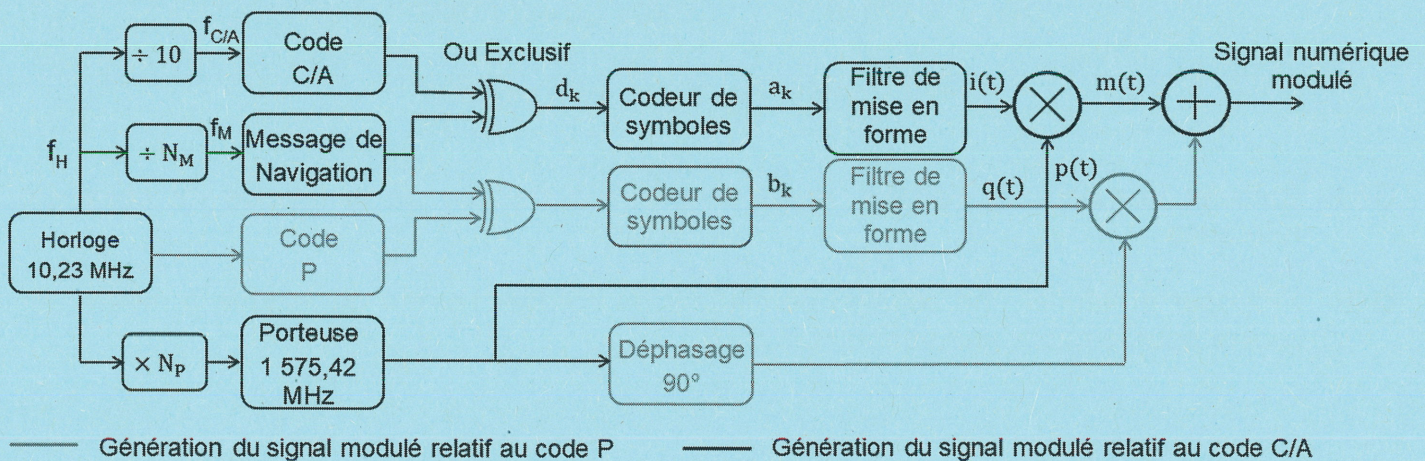 ÷ 10
f_C/A
Code
C/A
Ou Exclusif
d_k
Codeur de
symboles
a_k
Filtre de
mise en
forme
i(t)
m(t)
Signal numérique
modulé
f_H
÷ N_M
f_M
Message de
Navigation
Codeur de
symboles
b_k
Filtre de
mise en
forme
q(t)
p(t)
Horloge
10,23 MHz
Code
P
× N_P
Porteuse
1 575,42
MHz
Déphasage
90°
Génération du signal modulé relatif au code P
Génération du signal modulé relatif au code C/A